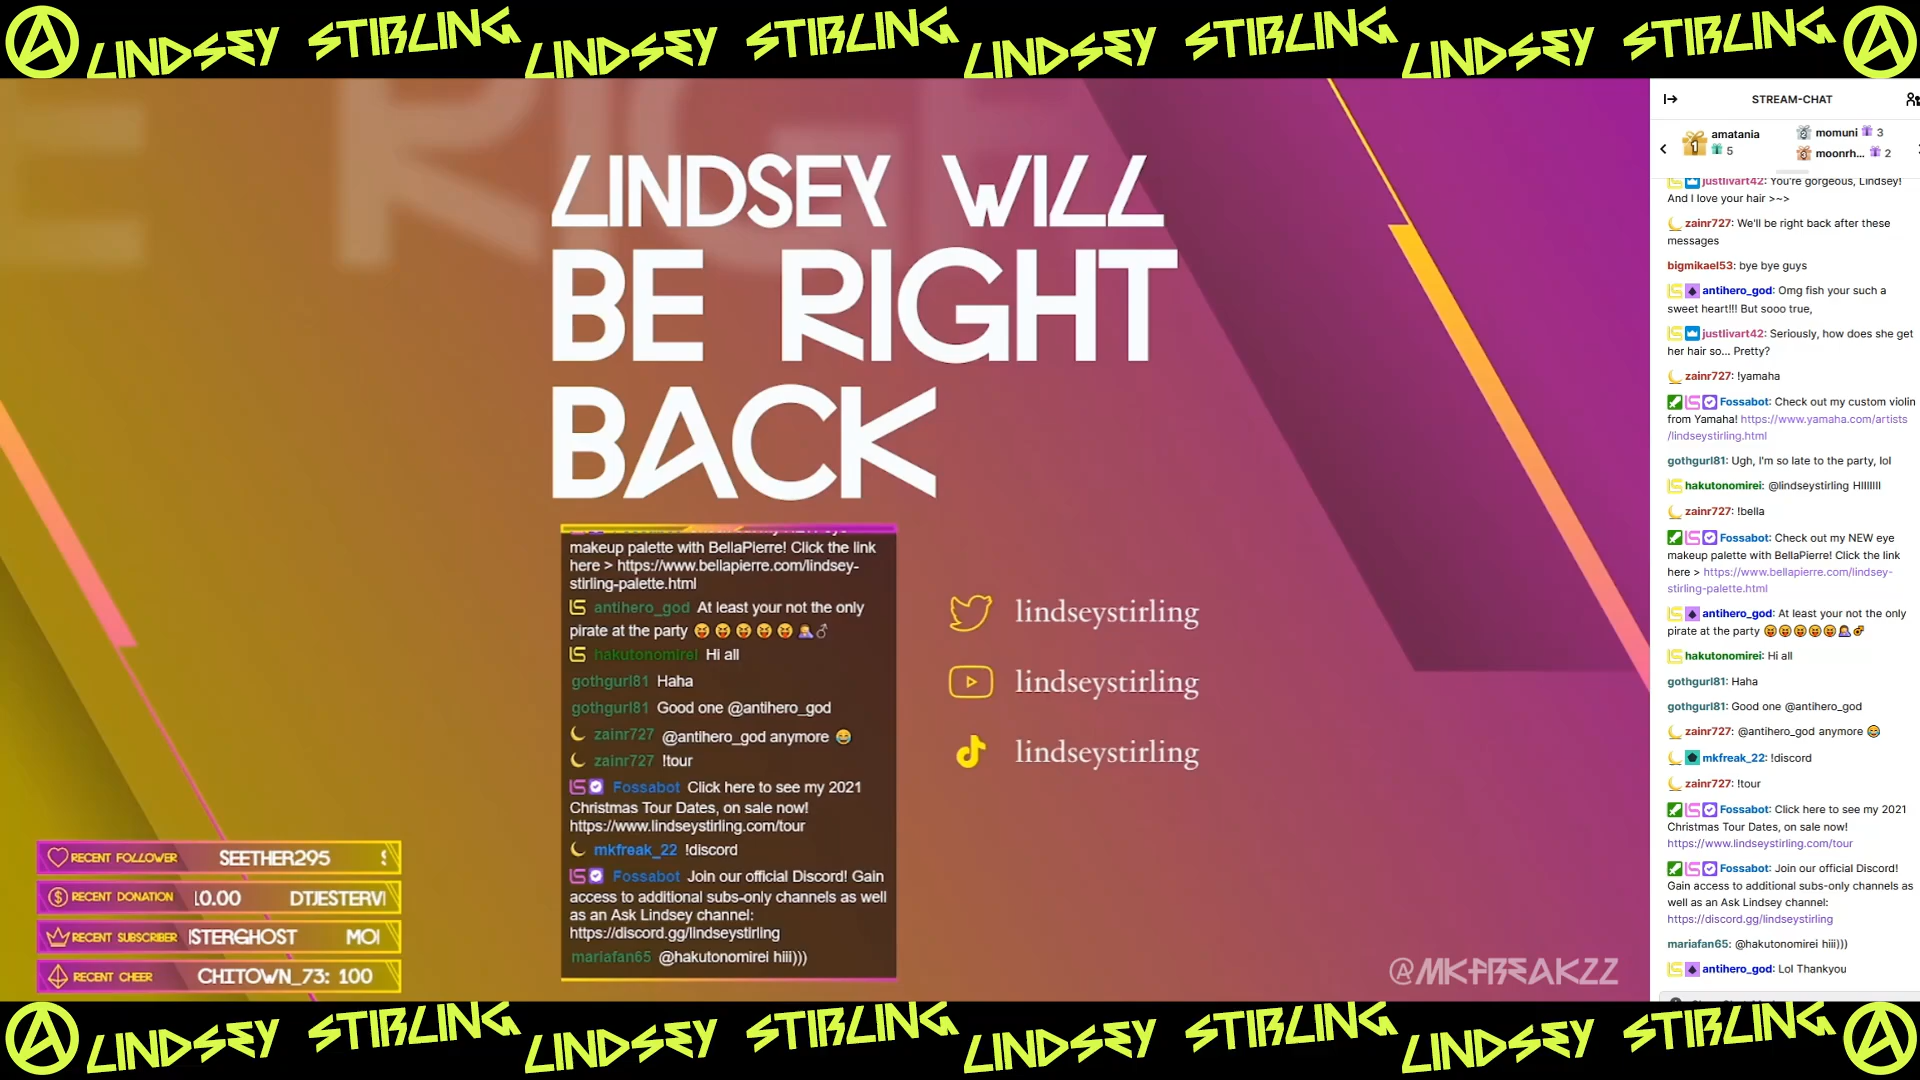 LINDSEY STIRLING LINDSEY STIRLING LINDSEY STIRLING LINDSEY STIRLING
E RIGH
LINDSEY WILL
BE RIGHT
BACK
makeup palette with BellaPierre! Click the link
here > https://www.bellapierre.com/lindsey-
stirling-palette.html
antihero_god At least your not the only
pirate at the party 😝 😝 😝 😝 😝 🤦 ♂
hakutonomirei Hi all
gothgurl81 Haha
gothgurl81 Good one @antihero_god
zainr727 @antihero_god anymore 😂
zainr727 !tour
Fossabot Click here to see my 2021
Christmas Tour Dates, on sale now!
https://www.lindseystirling.com/tour
mkfreak_22 !discord
Fossabot Join our official Discord! Gain
access to additional subs-only channels as well
as an Ask Lindsey channel:
https://discord.gg/lindseystirling
mariafan65 @hakutonomirei hiii)))
lindseystirling
lindseystirling
lindseystirling
RECENT FOLLOWER SEETHER295 S
RECENT DONATION 10.00 DTJESTERVI
RECENT SUBSCRIBER ISTERGHOST MOI
RECENT CHEER CHITOWN_73: 100
@MKFREAKZZ
STREAM-CHAT
1 amatania 5
2 momuni 3
3 moonrh... 2
justlivart42: You're gorgeous, Lindsey!
And I love your hair >~>
zainr727: We'll be right back after these
messages
bigmikael53: bye bye guys
antihero_god: Omg fish your such a
sweet heart!!! But sooo true,
justlivart42: Seriously, how does she get
her hair so... Pretty?
zainr727: !yamaha
Fossabot: Check out my custom violin
from Yamaha! https://www.yamaha.com/artists
/lindseystirling.html
gothgurl81: Ugh, I'm so late to the party, lol
hakutonomirei: @lindseystirling HIIIIIII
zainr727: !bella
Fossabot: Check out my NEW eye
makeup palette with BellaPierre! Click the link
here > https://www.bellapierre.com/lindsey-
stirling-palette.html
antihero_god: At least your not the only
pirate at the party 😝😝😝😝😝🤦♂
hakutonomirei: Hi all
gothgurl81: Haha
gothgurl81: Good one @antihero_god
zainr727: @antihero_god anymore 😂
mkfreak_22: !discord
zainr727: !tour
Fossabot: Click here to see my 2021
Christmas Tour Dates, on sale now!
https://www.lindseystirling.com/tour
Fossabot: Join our official Discord!
Gain access to additional subs-only channels as
well as an Ask Lindsey channel:
https://discord.gg/lindseystirling
mariafan65: @hakutonomirei hiii)))
antihero_god: Lol Thankyou
LINDSEY STIRLING LINDSEY STIRLING LINDSEY STIRLING LINDSEY STIRLING